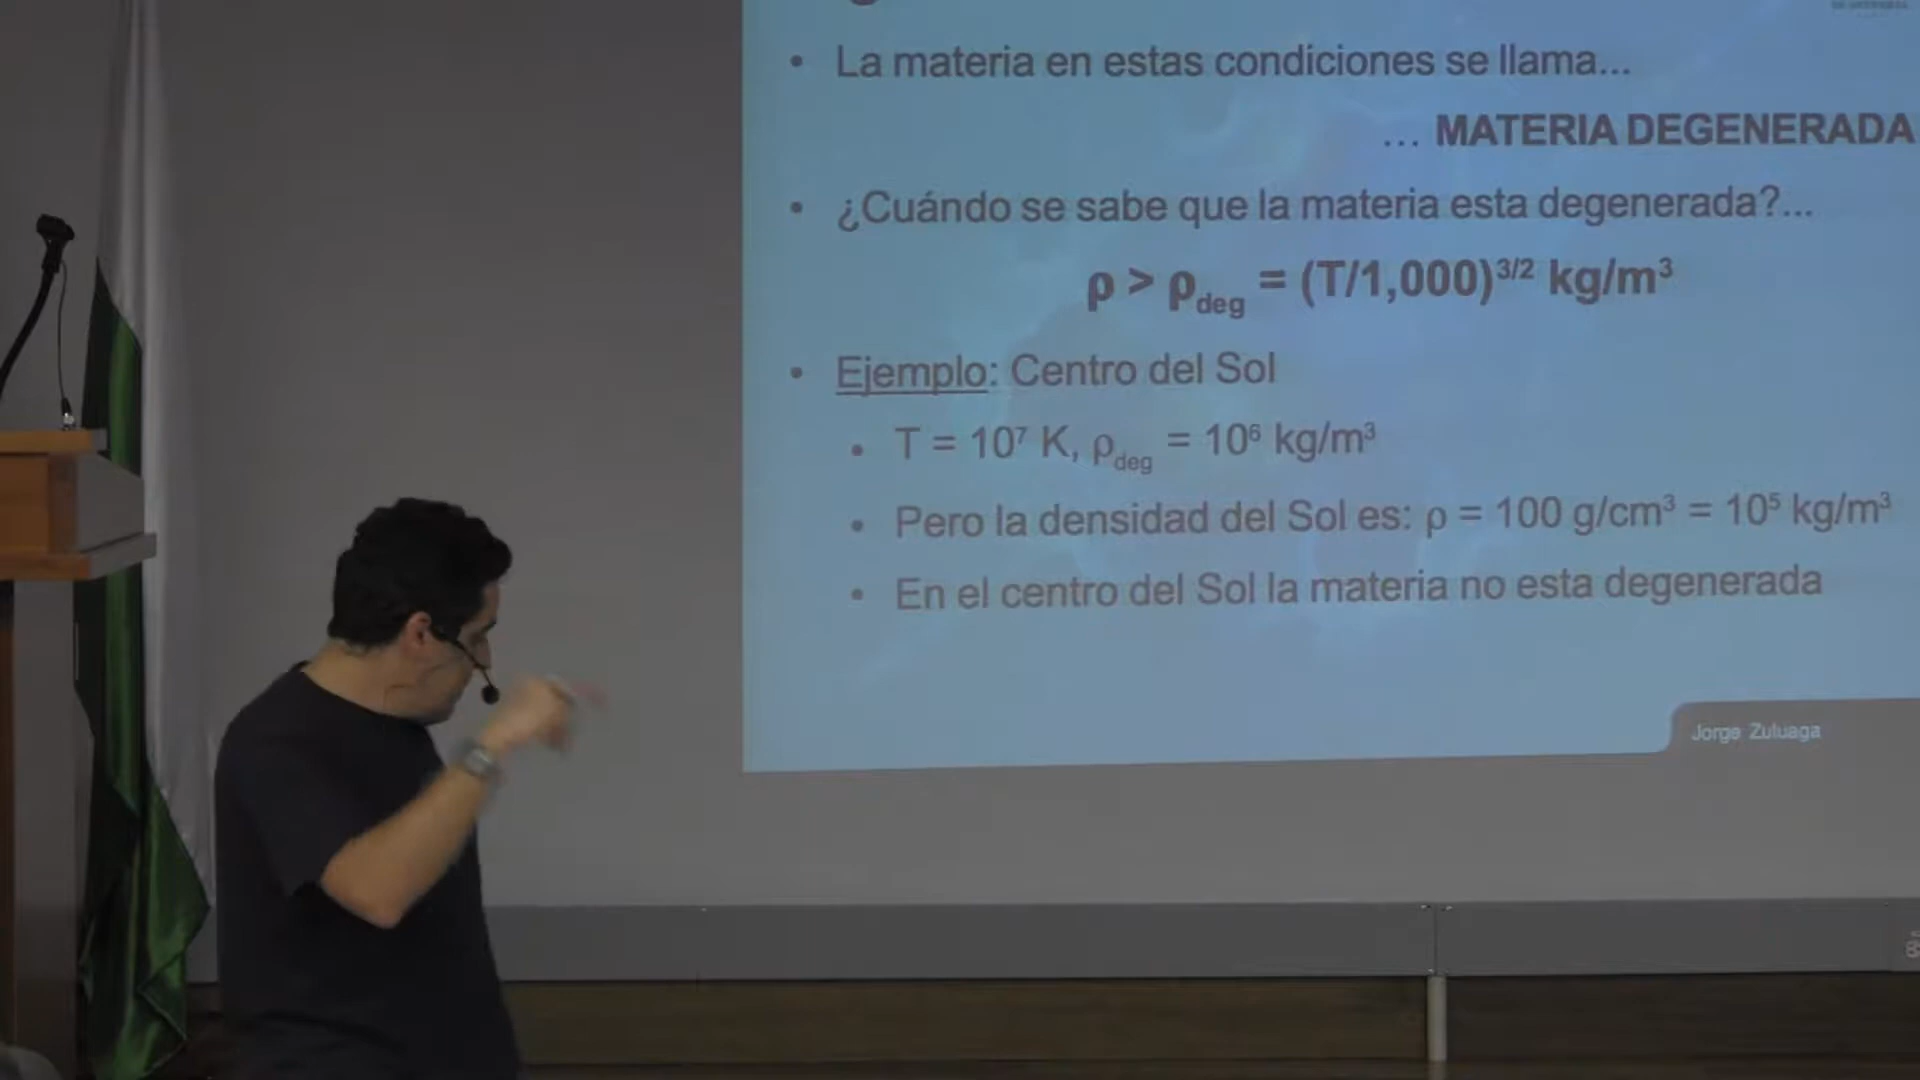 • La materia en estas condiciones se llama...
... MATERIA DEGENERADA
• ¿Cuándo se sabe que la materia esta degenerada?...
ρ > ρdeg = (T/1,000)^3/2 kg/m³
• Ejemplo: Centro del Sol
• T = 10⁷ K, ρdeg = 10⁶ kg/m³
• Pero la densidad del Sol es: ρ = 100 g/cm³ = 10⁵ kg/m³
• En el centro del Sol la materia no esta degenerada
Jorge Zuluaga